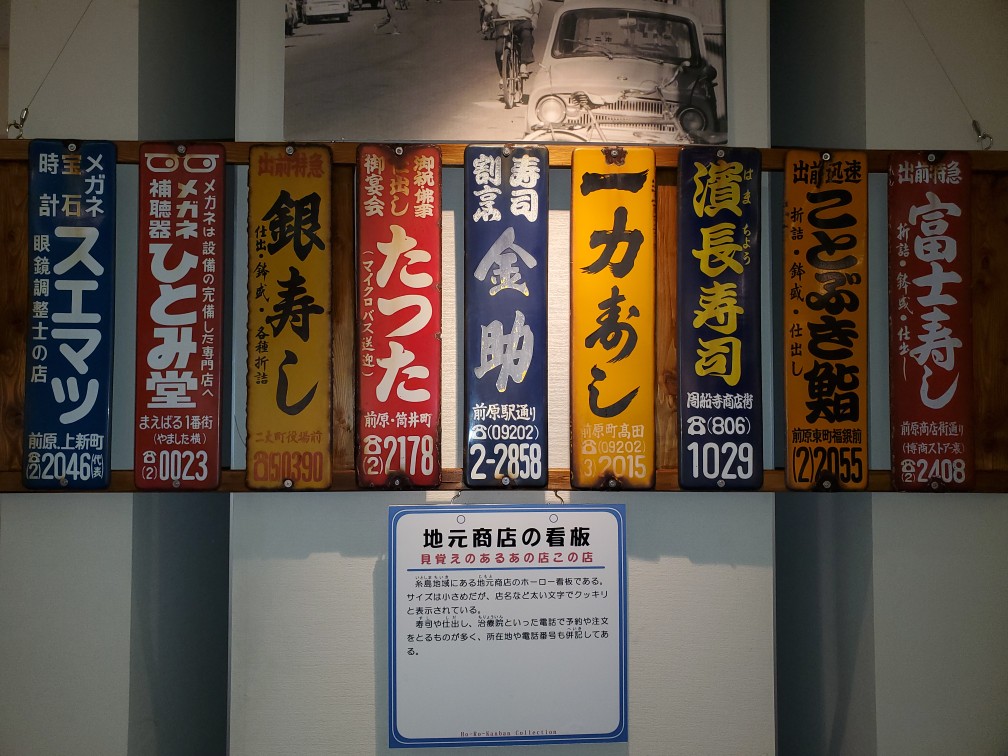 メガネ
宝石
時計
スエマツ
眼鏡調整士の店
前原.上新町
☎(2)2046(代表)
メガネは設備の完備した専門店へ
メガネ
補聴器
ひとみ堂
まえばる1番街
(やました横)
☎(2)0023
出前特急
銀寿し
仕出・鉢盛・各種折詰
二丈町役場前
☎50390
御祝佛事
仕出し
御宴会
たつた
(マイクロバス送迎)
前原・筒井町
☎(2)2178
寿司
割烹
金助
前原駅通り
☎(09202)
2-2858
一力寿し
前原町高田
☎(09202)
3)2015
濱長寿司
はまちょう
周船寺商店街
☎(806)
1029
出前迅速
ことぶき鮨
折詰・鉢盛・仕出し
前原東町福銀前
(2)2055
出前特急
富士寿し
折詰・鉢盛・仕出し
前原商店街通り
☎(2)2408
地元商店の看板
見覚えのあるあの店この店
糸島地域にある地元商店のホーロー看板である。
サイズは小さめだが、店名など太い文字でクッキリ
と表示されている。
寿司や仕出し、治療院といった電話で予約や注文
をとるものが多く、所在地や電話番号も併記してあ
る。
Ho-Ro-Kanban Collection